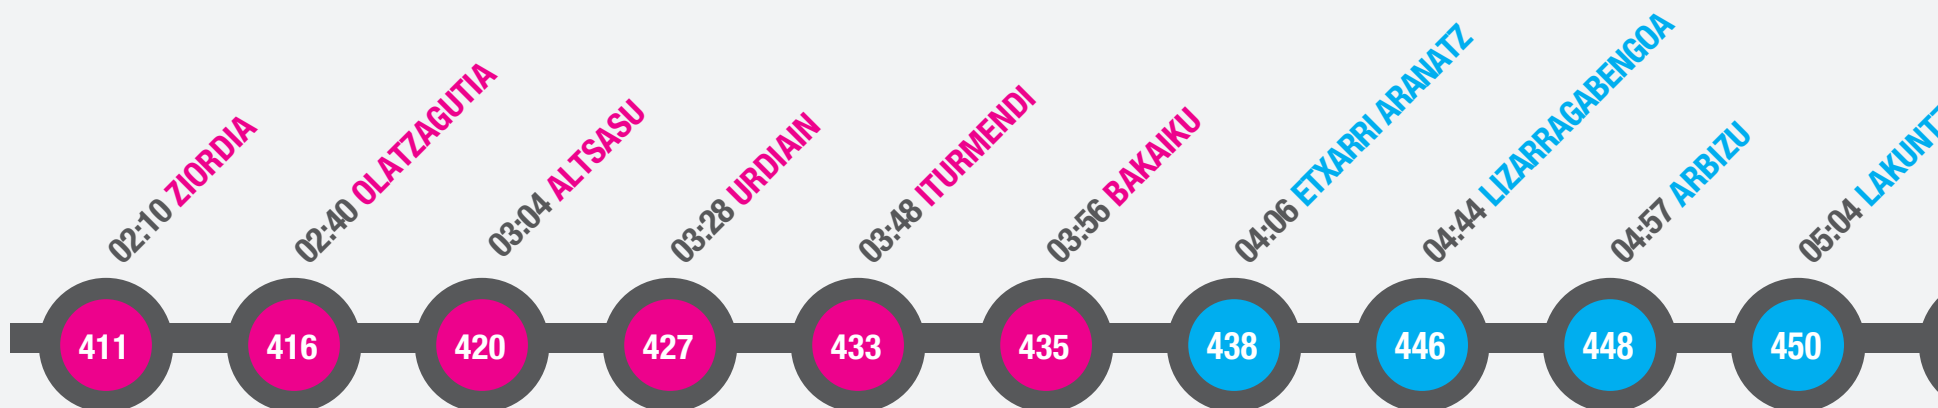 02:10 ZIORDIA
02:40 OLATZAGUTIA
03:04 ALTSASU
03:28 URDIAIN
03:48 ITURMENDI
03:56 BAKAIKU
04:06 ETXARRI ARANATZ
04:44 LIZARRAGABENGOA
04:57 ARBIZU
05:04
411
416
420
427
433
435
438
446
448
450